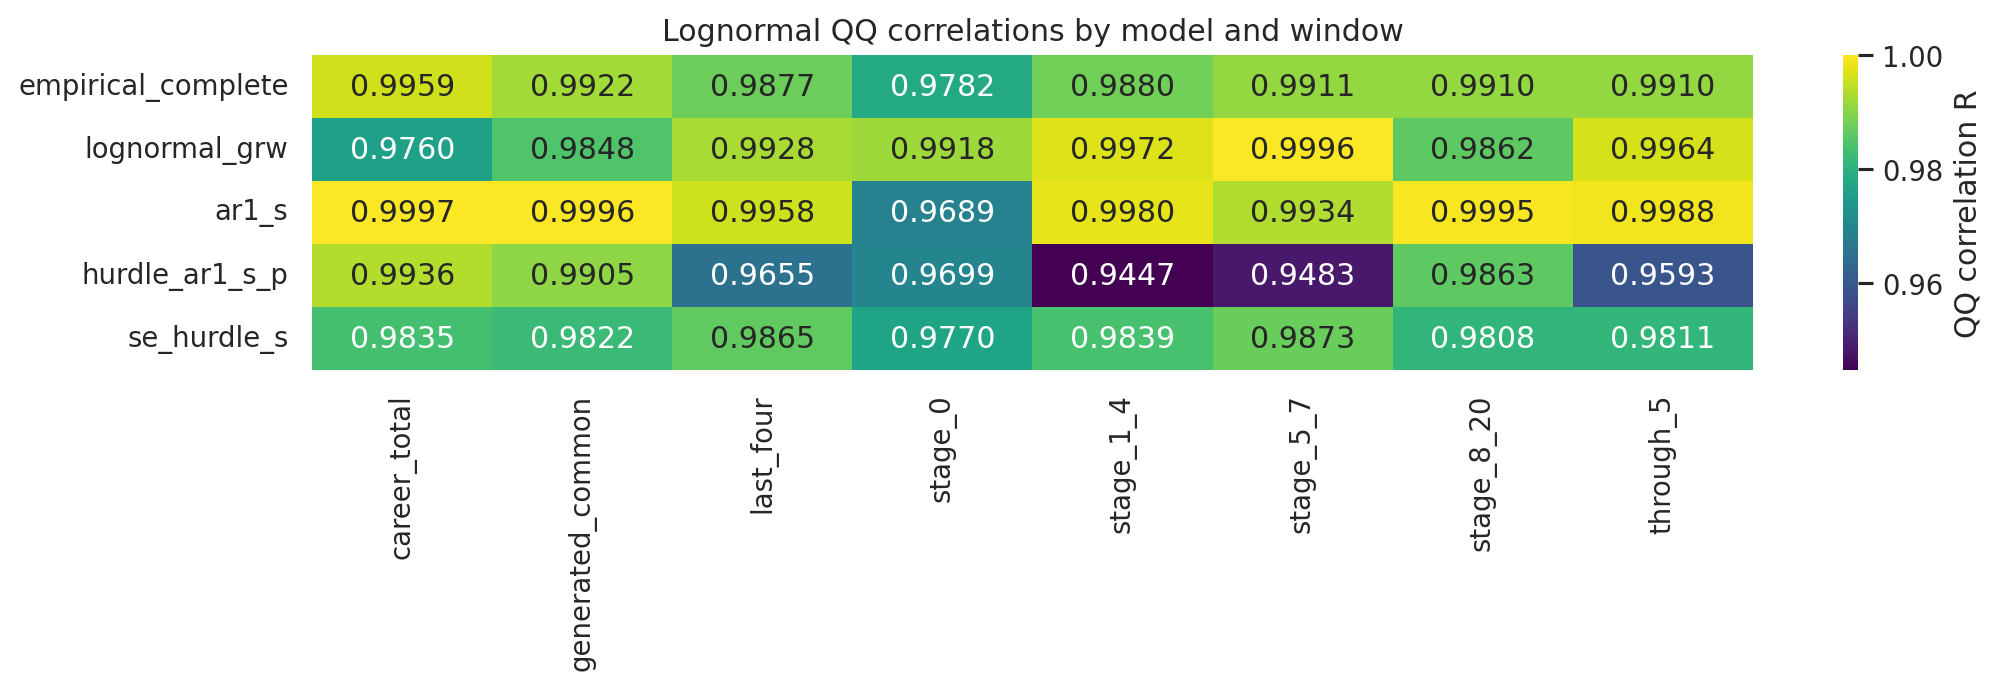 Lognormal QQ correlations by model and window
empirical_complete 0.9959 0.9922 0.9877 0.9782 0.9880 0.9911 0.9910 0.9910
lognormal_grw 0.9760 0.9848 0.9928 0.9918 0.9972 0.9996 0.9862 0.9964
ar1_s 0.9997 0.9996 0.9958 0.9689 0.9980 0.9934 0.9995 0.9988
hurdle_ar1_s_p 0.9936 0.9905 0.9655 0.9699 0.9447 0.9483 0.9863 0.9593
se_hurdle_s 0.9835 0.9822 0.9865 0.9770 0.9839 0.9873 0.9808 0.9811
career_total
generated_common
last_four
stage_0
stage_1_4
stage_5_7
stage_8_20
through_5
1.00
0.98
0.96
QQ correlation R